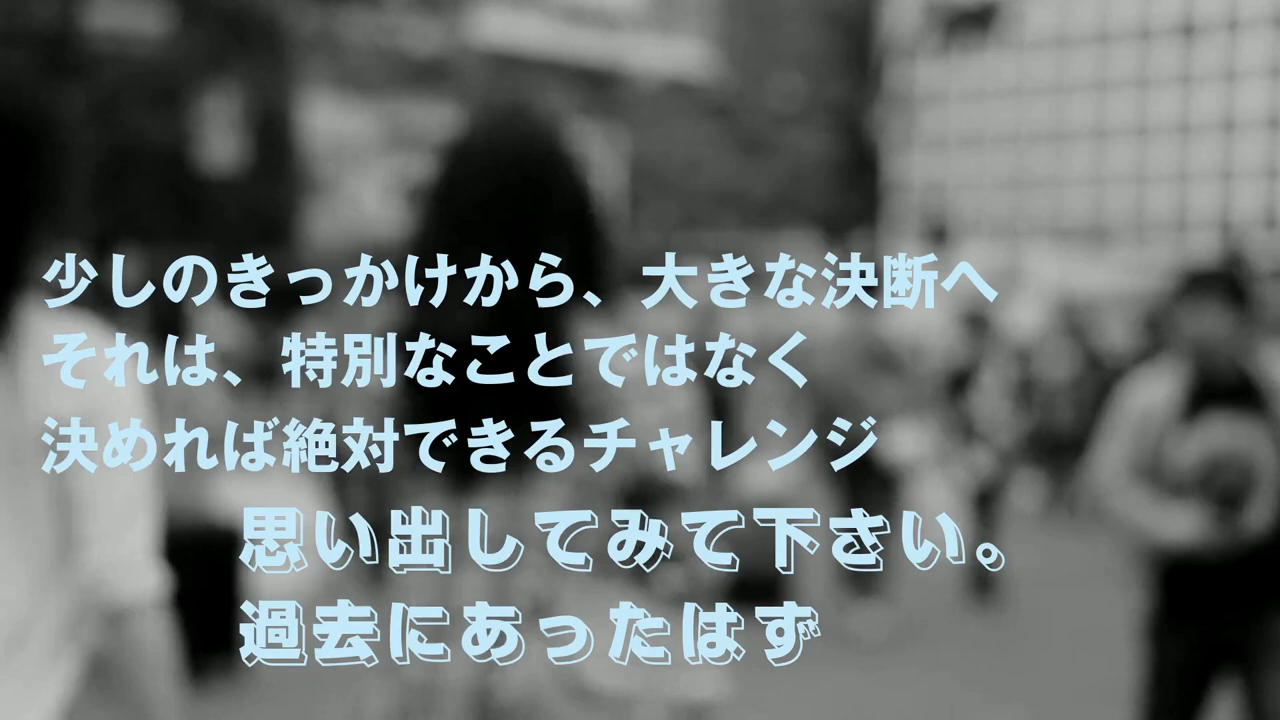 少しのきっかけから、大きな決断へ
それは、特別なことではなく
決めれば絶対できるチャレンジ
思い出してみて下さい。
過去にあったはず